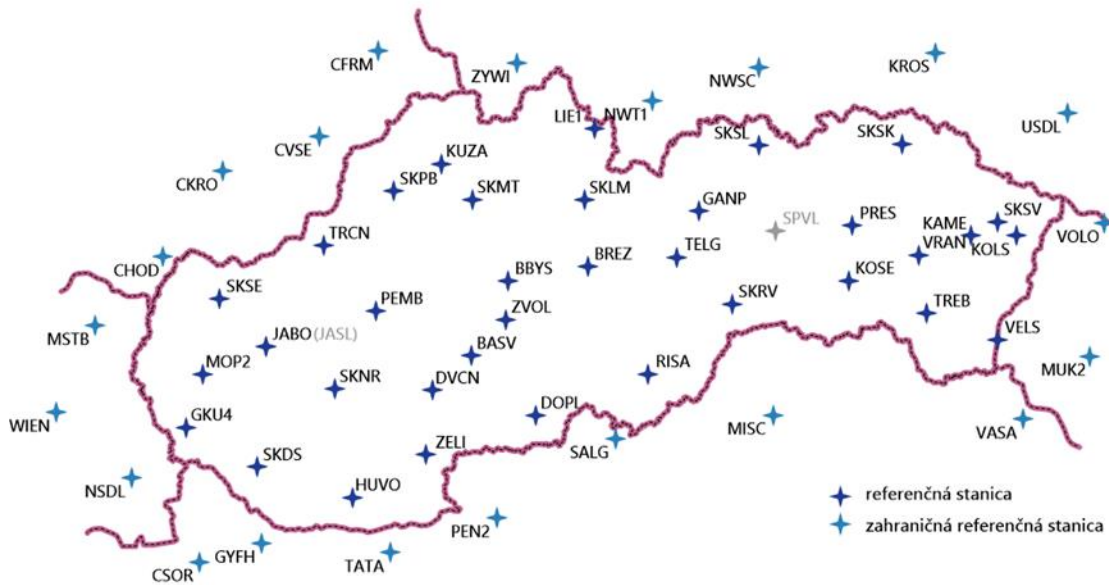 CFRM
ZYWI
NWSC
KROS
LIE1
NWT1
USDL
CVSE
SKSL
SKSK
KUZA
CKRO
SKPB
SKMT
SKLM
GANP
SPVL
PRES
KAME
SKSV
TRCN
VRAN
KOLS
VOLO
CHOD
TELG
BREZ
BBYS
KOSE
SKSE
PEMB
ZVOL
SKRV
TREB
MSTB
JABO (JASL)
VELS
BASV
MOP2
SKNR
DVCN
RISA
MUK2
WIEN
GKU4
DOPL
MISC
VASA
SALG
ZELI
SKDS
NSDL
HUVO
referenčná stanica
PEN2
zahraničná referenčná stanica
GYFH
CSOR
TATA